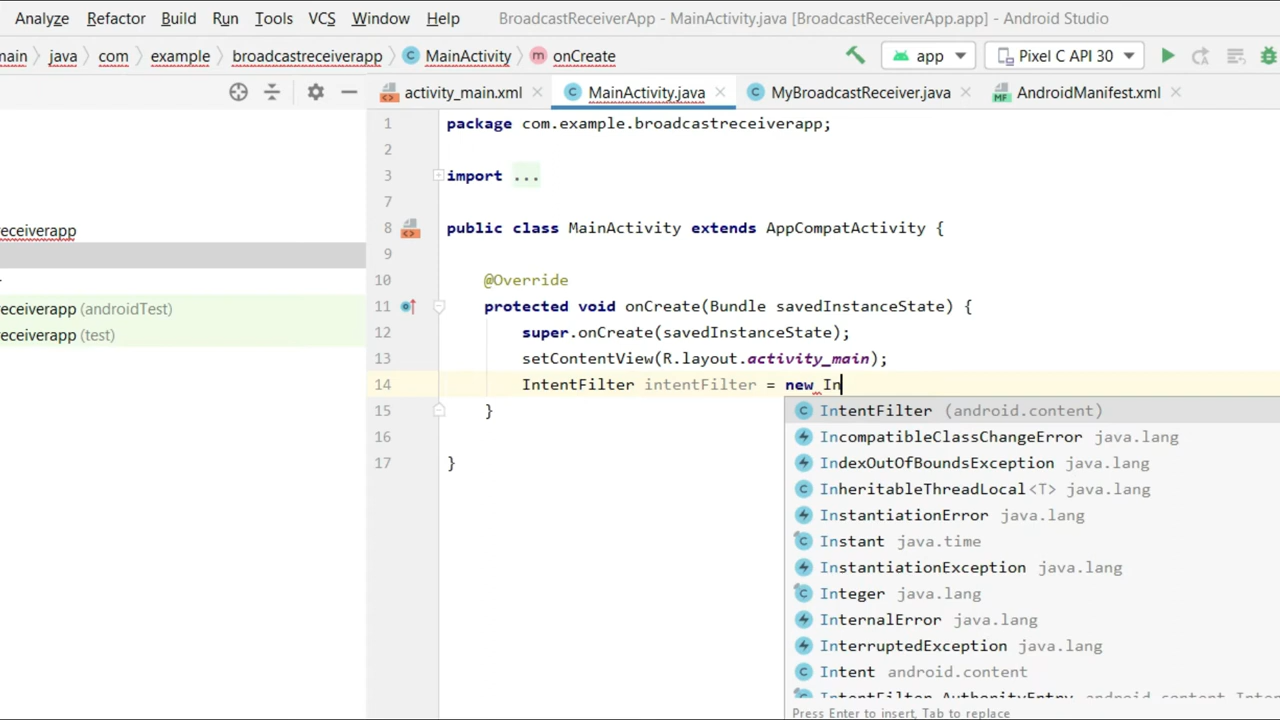 Analyze Refactor Build Run Tools VCS Window Help BroadcastReceiverApp - MainActivity.java [BroadcastReceiverApp.app] - Android Studio
main java com example broadcastreceiverapp MainActivity onCreate app Pixel C API 30
activity_main.xml MainActivity.java MyBroadcastReceiver.java AndroidManifest.xml
eceiverapp
eceiverapp (androidTest)
eceiverapp (test)
1 package com.example.broadcastreceiverapp;
2
3 import ...
7
8 public class MainActivity extends AppCompatActivity {
9
10 @Override
11 protected void onCreate(Bundle savedInstanceState) {
12 super.onCreate(savedInstanceState);
13 setContentView(R.layout.activity_main);
14 IntentFilter intentFilter = new In
15 }
16
17 }
IntentFilter (android.content)
IncompatibleClassChangeError java.lang
IndexOutOfBoundsException java.lang
InheritableThreadLocal<T> java.lang
InstantiationError java.lang
Instant java.time
InstantiationException java.lang
Integer java.lang
InternalError java.lang
InterruptedException java.lang
Intent android.content
IntentFilter.AuthorityEntry android.content.Inter
Press Enter to insert, Tab to replace